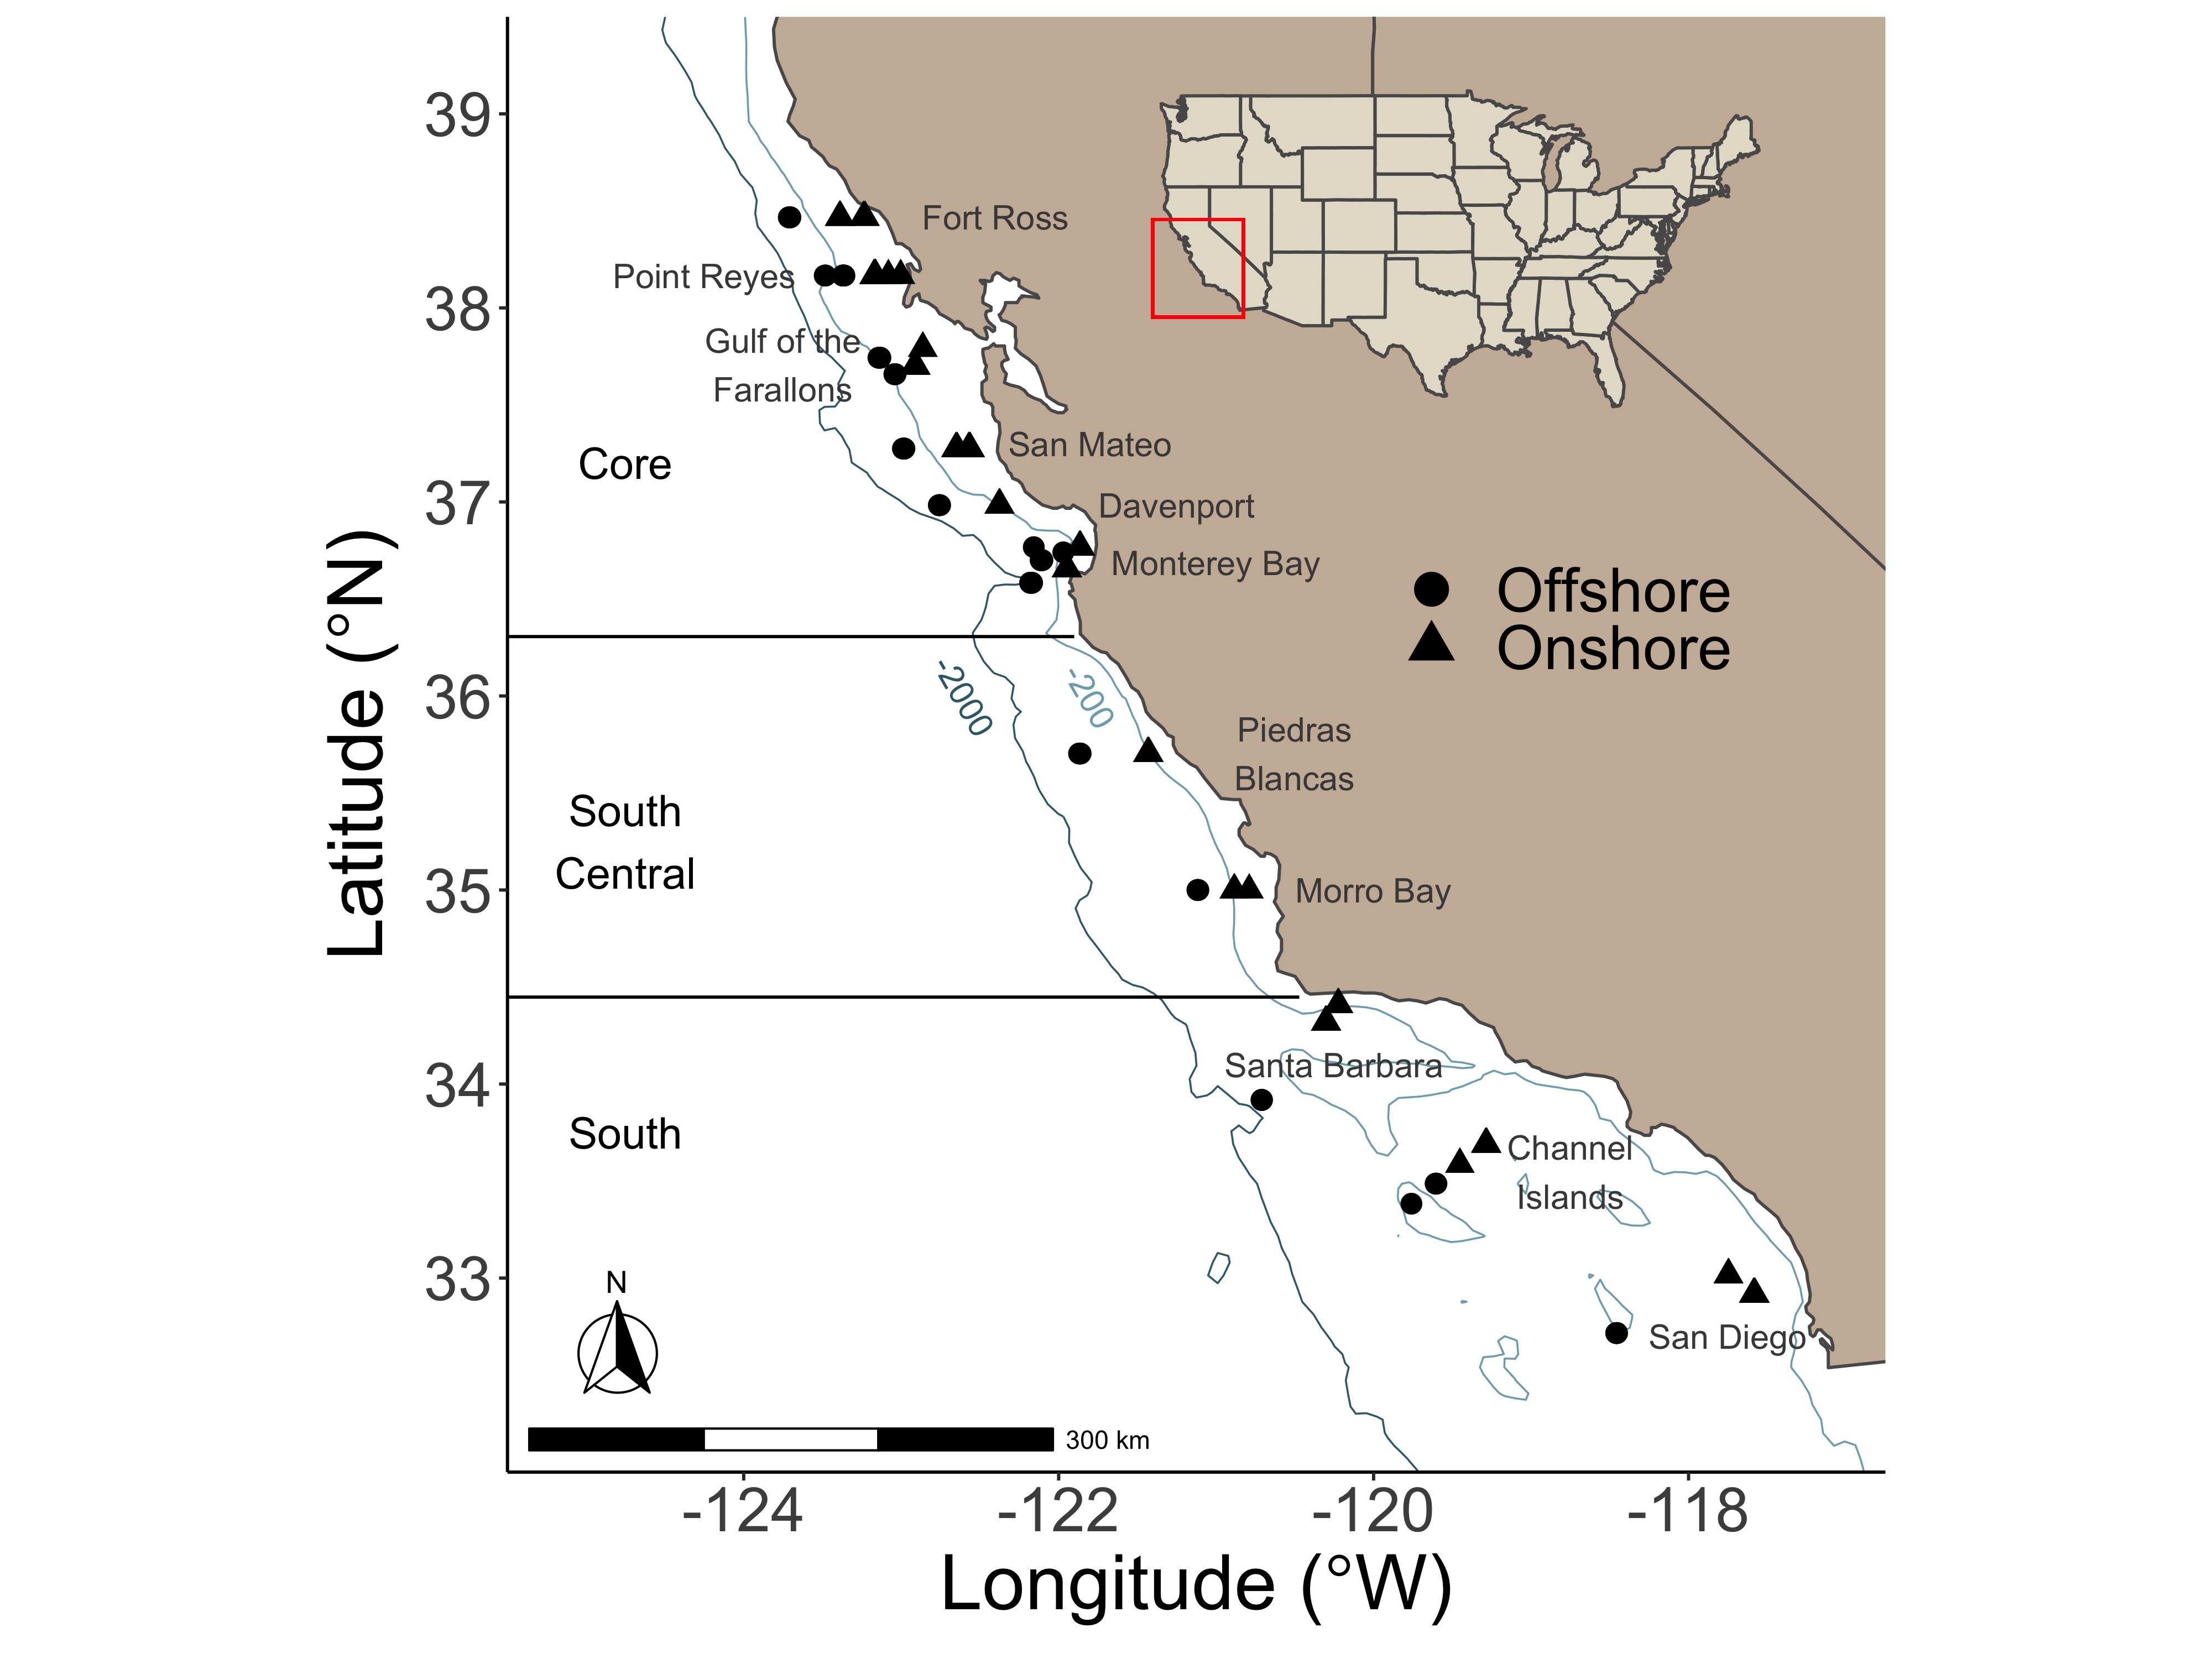 39
38
37
36
35
34
33
Latitude (°N)
Fort Ross
Point Reyes
Gulf of the
Farallons
San Mateo
Core
Davenport
Monterey Bay
Offshore
Onshore
-2000
-200
Piedras
Blancas
South
Central
Morro Bay
Santa Barbara
South
Channel
Islands
San Diego
N
300 km
-124
-122
-120
-118
Longitude (°W)